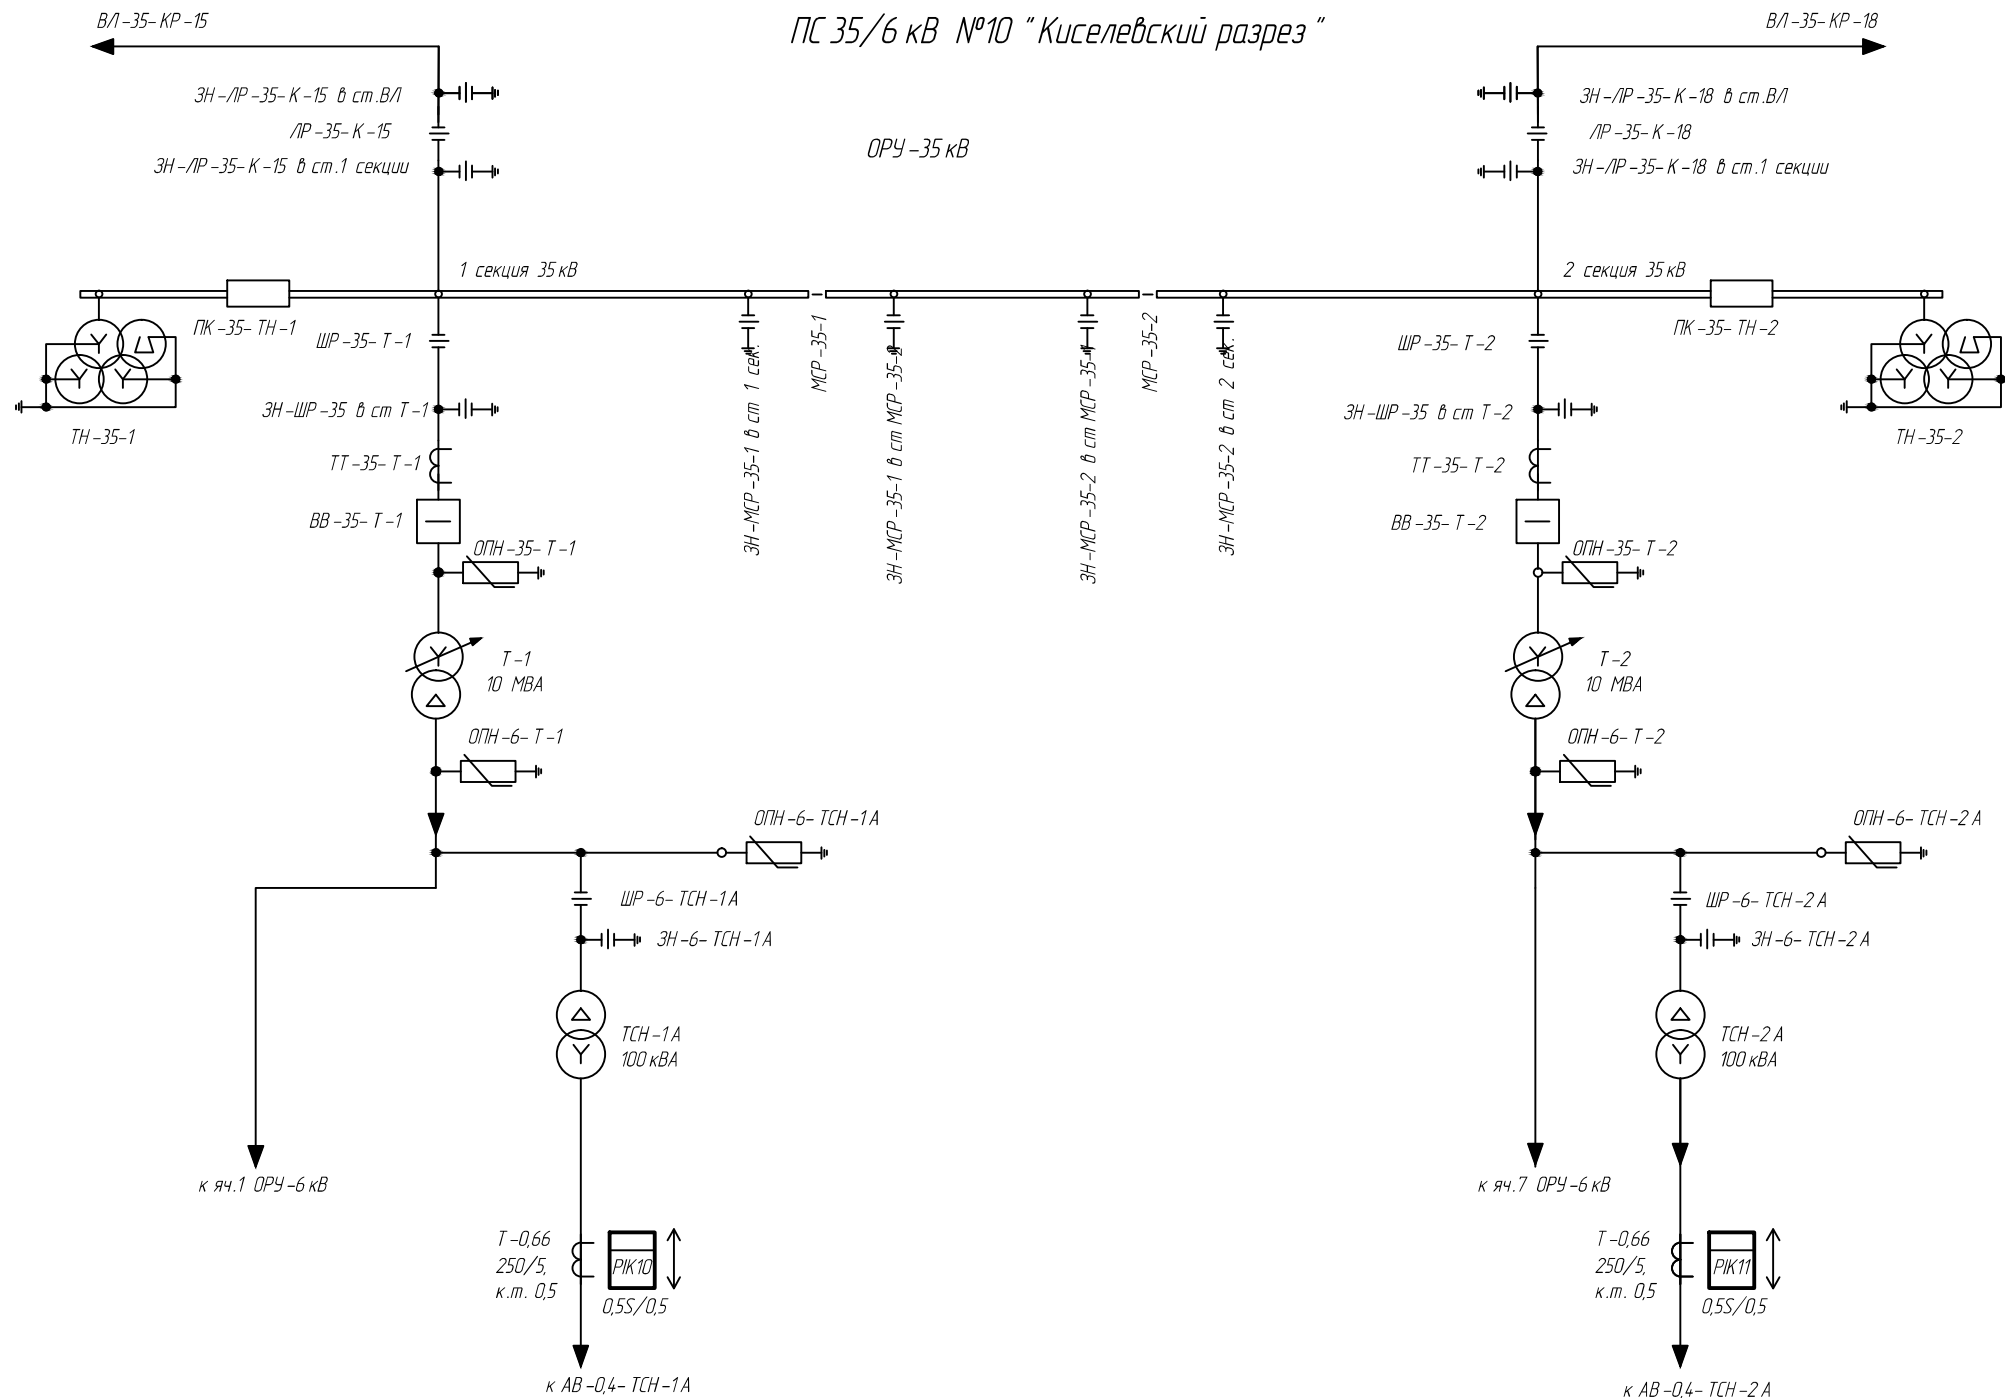 ПС 35/6 кВ №10 "Киселевский разрез"
ВЛ-35-КР-15
ВЛ-35-КР-18
ЗН-ЛР-35-К-15 в ст.ВЛ
ЛР-35-К-15
ЗН-ЛР-35-К-15 в ст.1 секции
ОРУ-35 кВ
ЗН-ЛР-35-К-18 в ст.ВЛ
ЛР-35-К-18
ЗН-ЛР-35-К-18 в ст.1 секции
1 секция 35 кВ
2 секция 35 кВ
ПК-35-ТН-1
ПК-35-ТН-2
ТН-35-1
ТН-35-2
ШР-35-Т-1
ЗН-ШР-35 в ст Т-1
ТТ-35-Т-1
ВВ-35-Т-1
ОПН-35-Т-1
ЗН-МСР-35-1 в ст 1 сек.
МСР-35-1
ЗН-МСР-35-1 в ст МСР-35-2
ЗН-МСР-35-2 в ст МСР-35-1
МСР-35-2
ЗН-МСР-35-2 в ст 2 сек.
ШР-35-Т-2
ЗН-ШР-35 в ст Т-2
ТТ-35-Т-2
ВВ-35-Т-2
ОПН-35-Т-2
Т-1
10 МВА
Т-2
10 МВА
ОПН-6-Т-1
ОПН-6-Т-2
ОПН-6-ТСН-1А
ОПН-6-ТСН-2А
ШР-6-ТСН-1А
ЗН-6-ТСН-1А
ШР-6-ТСН-2А
ЗН-6-ТСН-2А
ТСН-1А
100 кВА
ТСН-2А
100 кВА
к яч.1 ОРУ-6 кВ
к яч.7 ОРУ-6 кВ
Т-0,66
250/5,
к.т. 0,5
PIK10
0,5S/0,5
Т-0,66
250/5,
к.т. 0,5
PIK11
0,5S/0,5
к АВ-0,4-ТСН-1А
к АВ-0,4-ТСН-2А